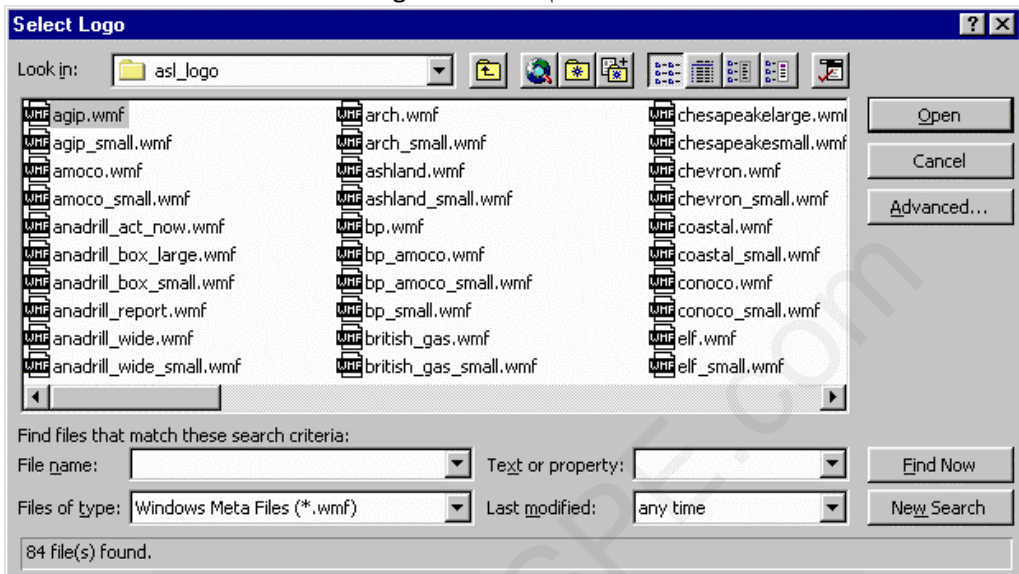 Select Logo
Look in: asl_logo
agip.wmf
agip_small.wmf
amoco.wmf
amoco_small.wmf
anadrill_act_now.wmf
anadrill_box_large.wmf
anadrill_box_small.wmf
anadrill_report.wmf
anadrill_wide.wmf
anadrill_wide_small.wmf
arch.wmf
arch_small.wmf
ashland.wmf
ashland_small.wmf
bp.wmf
bp_amoco.wmf
bp_amoco_small.wmf
bp_small.wmf
british_gas.wmf
british_gas_small.wmf
chesapeakelarge.wmf
chesapeakesmall.wmf
chevron.wmf
chevron_small.wmf
coastal.wmf
coastal_small.wmf
conoco.wmf
conoco_small.wmf
elf.wmf
elf_small.wmf
Open
Cancel
Advanced...
Find files that match these search criteria:
File name: Text or property: Find Now
Files of type: Windows Meta Files (*.wmf) Last modified: any time New Search
84 file(s) found.
SPE.com